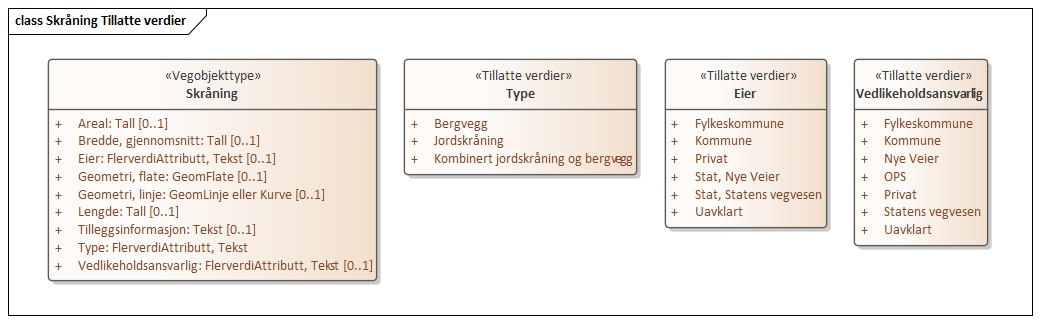 class Skråning Tillatte verdier
«Vegobjekttype»
Skråning
+ Areal: Tall [0..1]
+ Bredde, gjennomsnitt: Tall [0..1]
+ Eier: FlerverdiAttributt, Tekst [0..1]
+ Geometri, flate: GeomFlate [0..1]
+ Geometri, linje: GeomLinje eller Kurve [0..1]
+ Lengde: Tall [0..1]
+ Tilleggsinformasjon: Tekst [0..1]
+ Type: FlerverdiAttributt, Tekst
+ Vedlikeholdsansvarlig: FlerverdiAttributt, Tekst [0..1]
«Tillatte verdier»
Type
+ Bergvegg
+ Jordskråning
+ Kombinert jordskråning og bergvegg
«Tillatte verdier»
Eier
+ Fylkeskommune
+ Kommune
+ Privat
+ Stat, Nye Veier
+ Stat, Statens vegvesen
+ Uavklart
«Tillatte verdier»
Vedlikeholdsansvarlig
+ Fylkeskommune
+ Kommune
+ Nye Veier
+ OPS
+ Privat
+ Statens vegvesen
+ Uavklart